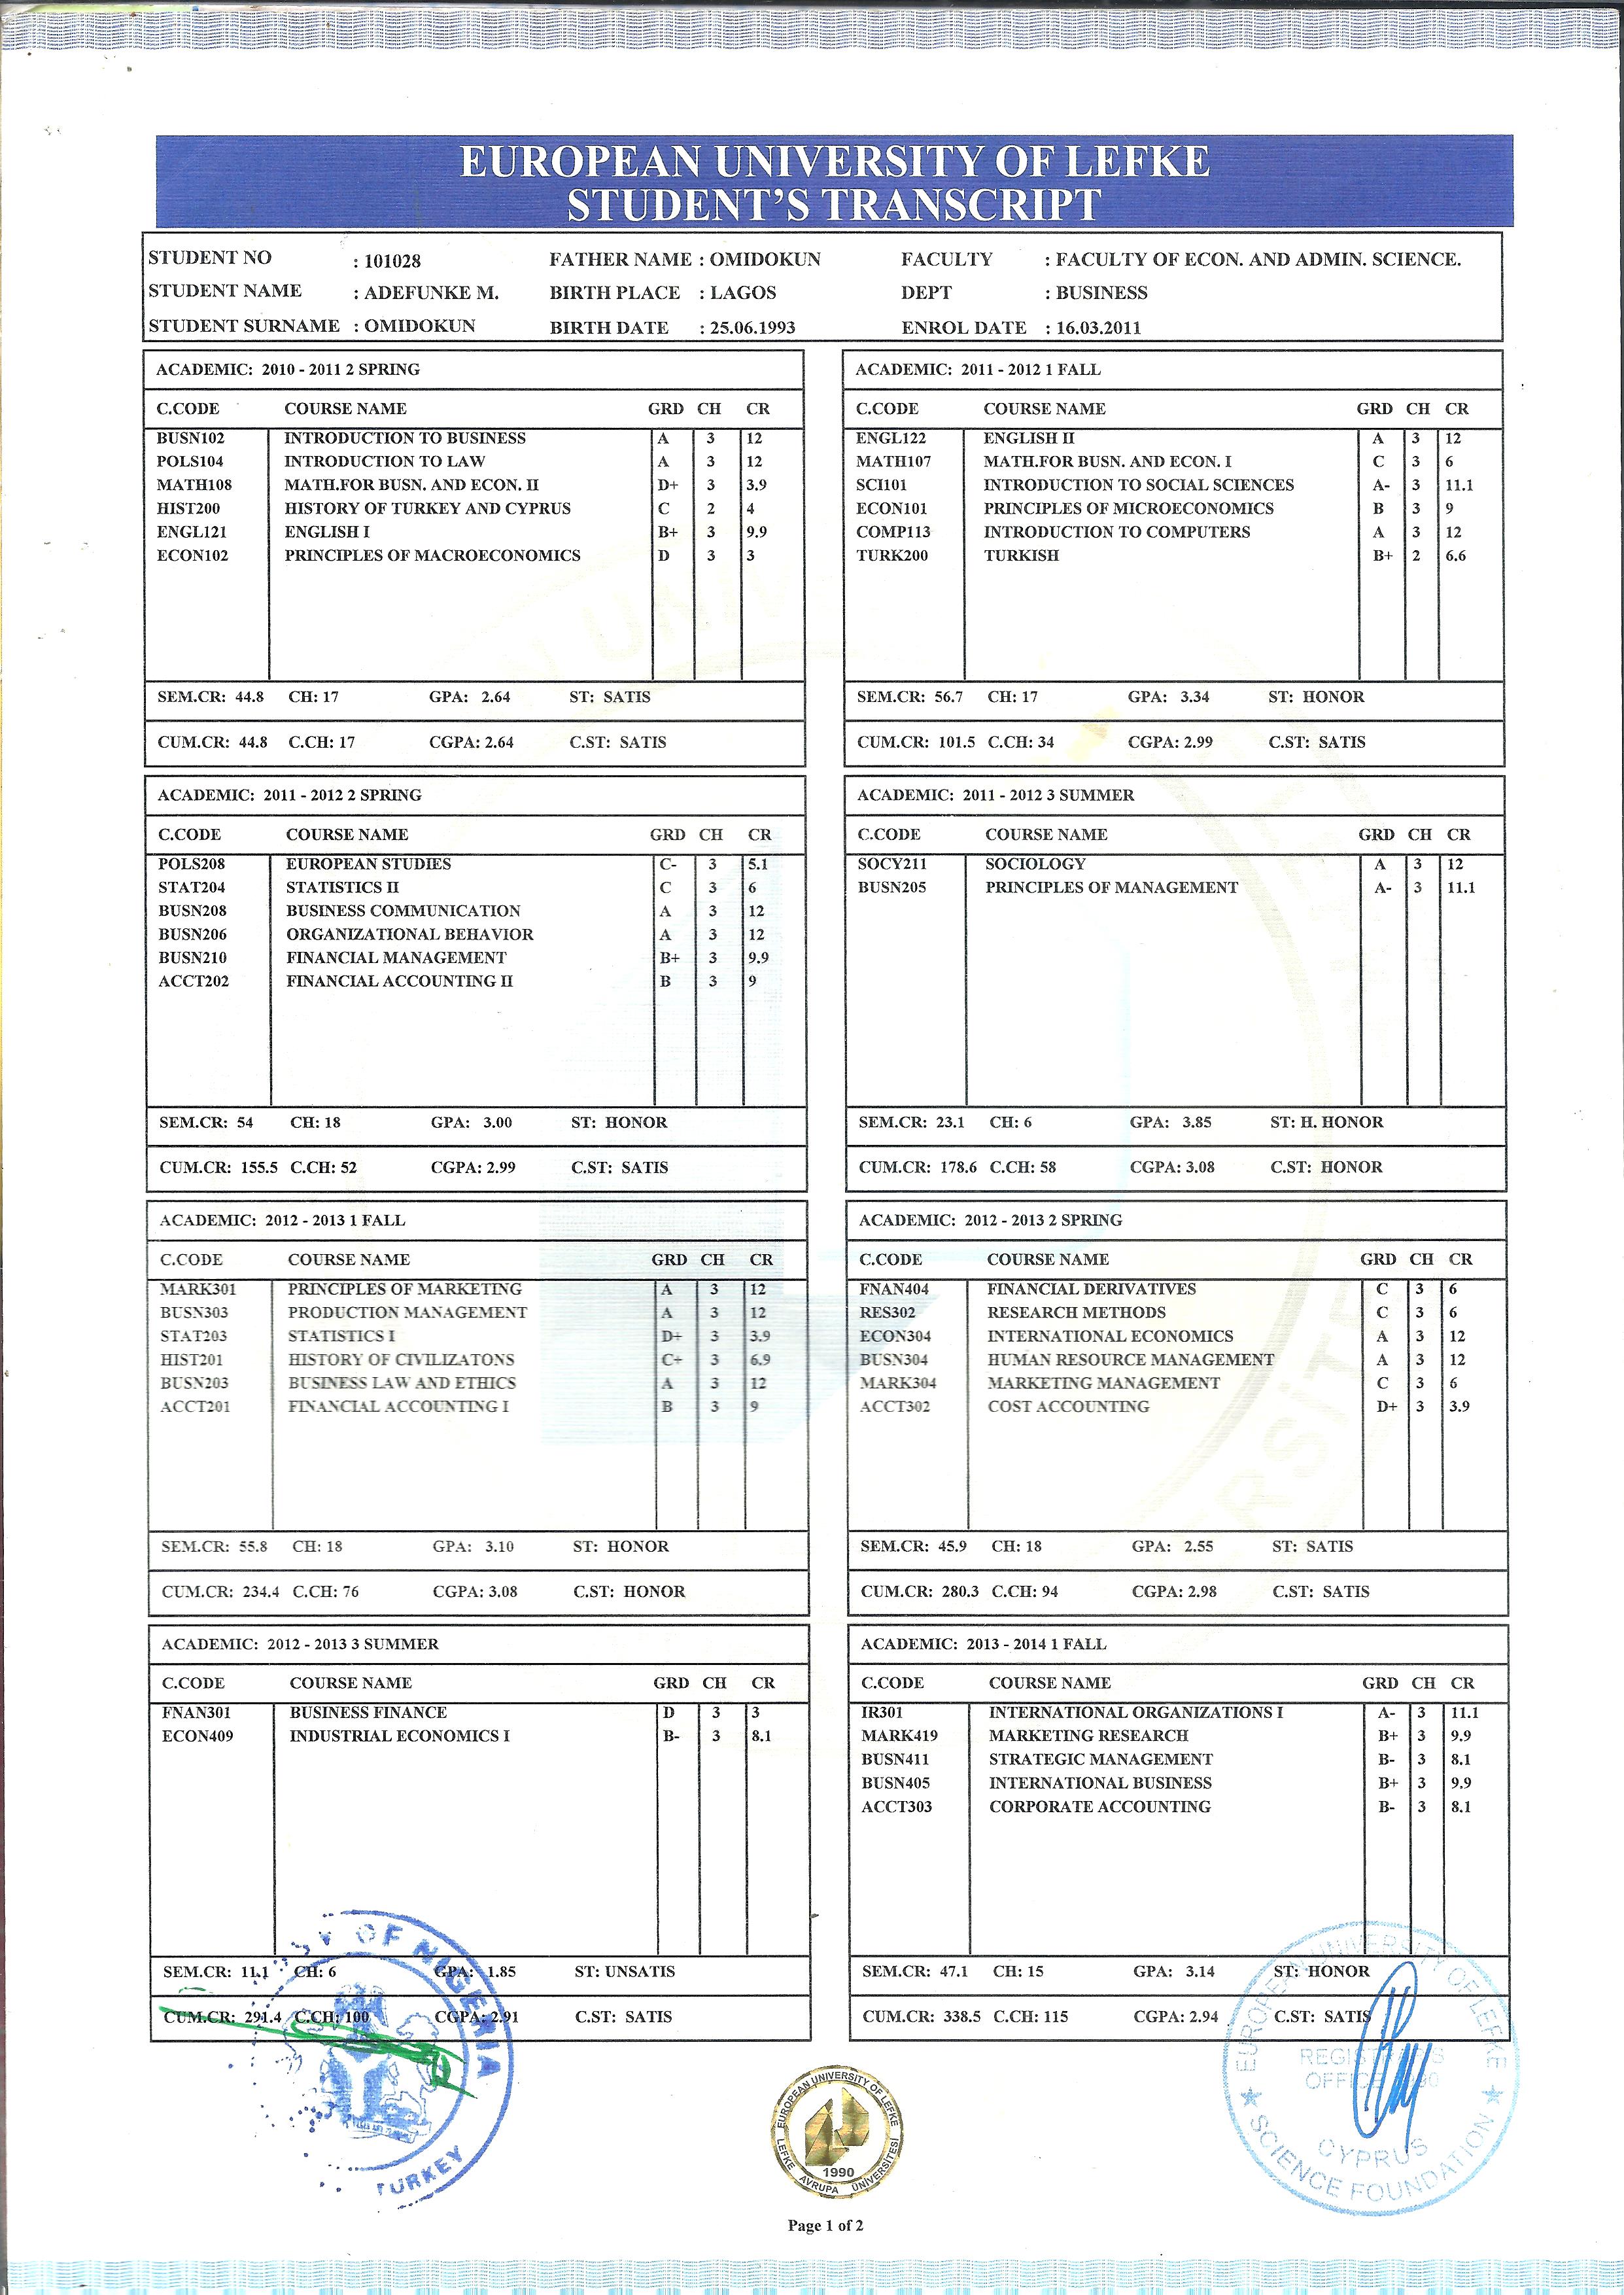 EUROPEAN UNIVERSITY OF LEFKE
STUDENT'S TRANSCRIPT
STUDENT NO : 101028 FATHER NAME : OMIDOKUN FACULTY : FACULTY OF ECON. AND ADMIN. SCIENCE.
STUDENT NAME : ADEFUNKE M. BIRTH PLACE : LAGOS DEPT : BUSINESS
STUDENT SURNAME : OMIDOKUN BIRTH DATE : 25.06.1993 ENROL DATE : 16.03.2011
ACADEMIC: 2010 - 2011 2 SPRING
C.CODE COURSE NAME GRD CH CR
BUSN102 INTRODUCTION TO BUSINESS A 3 12
POLS104 INTRODUCTION TO LAW A 3 12
MATH108 MATH.FOR BUSN. AND ECON. II D+ 3 3.9
HIST200 HISTORY OF TURKEY AND CYPRUS C 2 4
ENGL121 ENGLISH I B+ 3 9.9
ECON102 PRINCIPLES OF MACROECONOMICS D 3 3
SEM.CR: 44.8 CH: 17 GPA: 2.64 ST: SATIS
CUM.CR: 44.8 C.CH: 17 CGPA: 2.64 C.ST: SATIS
ACADEMIC: 2011 - 2012 1 FALL
C.CODE COURSE NAME GRD CH CR
ENGL122 ENGLISH II A 3 12
MATH107 MATH.FOR BUSN. AND ECON. I C 3 6
SCI101 INTRODUCTION TO SOCIAL SCIENCES A- 3 11.1
ECON101 PRINCIPLES OF MICROECONOMICS B 3 9
COMP113 INTRODUCTION TO COMPUTERS A 3 12
TURK200 TURKISH B+ 2 6.6
SEM.CR: 56.7 CH: 17 GPA: 3.34 ST: HONOR
CUM.CR: 101.5 C.CH: 34 CGPA: 2.99 C.ST: SATIS
ACADEMIC: 2011 - 2012 2 SPRING
C.CODE COURSE NAME GRD CH CR
POLS208 EUROPEAN STUDIES C- 3 5.1
STAT204 STATISTICS II C 3 6
BUSN208 BUSINESS COMMUNICATION A 3 12
BUSN206 ORGANIZATIONAL BEHAVIOR A 3 12
BUSN210 FINANCIAL MANAGEMENT B+ 3 9.9
ACCT202 FINANCIAL ACCOUNTING II B 3 9
SEM.CR: 54 CH: 18 GPA: 3.00 ST: HONOR
CUM.CR: 155.5 C.CH: 52 CGPA: 2.99 C.ST: SATIS
ACADEMIC: 2011 - 2012 3 SUMMER
C.CODE COURSE NAME GRD CH CR
SOCY211 SOCIOLOGY A 3 12
BUSN205 PRINCIPLES OF MANAGEMENT A- 3 11.1
SEM.CR: 23.1 CH: 6 GPA: 3.85 ST: H. HONOR
CUM.CR: 178.6 C.CH: 58 CGPA: 3.08 C.ST: HONOR
ACADEMIC: 2012 - 2013 1 FALL
C.CODE COURSE NAME GRD CH CR
MARK301 PRINCIPLES OF MARKETING A 3 12
BUSN303 PRODUCTION MANAGEMENT A 3 12
STAT203 STATISTICS I D+ 3 3.9
HIST201 HISTORY OF CIVILIZATONS C+ 3 6.9
BUSN203 BUSINESS LAW AND ETHICS A 3 12
ACCT201 FINANCIAL ACCOUNTING I B 3 9
SEM.CR: 55.8 CH: 18 GPA: 3.10 ST: HONOR
CUM.CR: 234.4 C.CH: 76 CGPA: 3.08 C.ST: HONOR
ACADEMIC: 2012 - 2013 2 SPRING
C.CODE COURSE NAME GRD CH CR
FNAN404 FINANCIAL DERIVATIVES C 3 6
RES302 RESEARCH METHODS C 3 6
ECON304 INTERNATIONAL ECONOMICS A 3 12
BUSN304 HUMAN RESOURCE MANAGEMENT A 3 12
MARK304 MARKETING MANAGEMENT C 3 6
ACCT302 COST ACCOUNTING D+ 3 3.9
SEM.CR: 45.9 CH: 18 GPA: 2.55 ST: SATIS
CUM.CR: 280.3 C.CH: 94 CGPA: 2.98 C.ST: SATIS
ACADEMIC: 2012 - 2013 3 SUMMER
C.CODE COURSE NAME GRD CH CR
FNAN301 BUSINESS FINANCE D 3 3
ECON409 INDUSTRIAL ECONOMICS I B- 3 8.1
SEM.CR: 11.1 CH: 6 GPA: 1.85 ST: UNSATIS
CUM.CR: 291.4 C.CH: 100 CGPA: 2.91 C.ST: SATIS
ACADEMIC: 2013 - 2014 1 FALL
C.CODE COURSE NAME GRD CH CR
IR301 INTERNATIONAL ORGANIZATIONS I A- 3 11.1
MARK419 MARKETING RESEARCH B+ 3 9.9
BUSN411 STRATEGIC MANAGEMENT B- 3 8.1
BUSN405 INTERNATIONAL BUSINESS B+ 3 9.9
ACCT303 CORPORATE ACCOUNTING B- 3 8.1
SEM.CR: 47.1 CH: 15 GPA: 3.14 ST: HONOR
CUM.CR: 338.5 C.CH: 115 CGPA: 2.94 C.ST: SATIS
OF NIGERIA
TURKEY
EUROPEAN UNIVERSITY OF LEFKE
LEFKE AVRUPA ÜNİVERSİTESİ
1990
EUROPEAN UNIVERSITY OF LEFKE
CYPRUS
SCIENCE FOUNDATION
Page 1 of 2